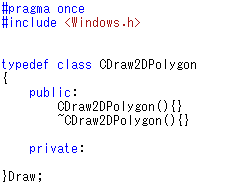 #pragma once
#include <Windows.h>
typedef class CDraw2DPolygon
{
public:
CDraw2DPolygon(){}
~CDraw2DPolygon(){}
private:
}Draw;